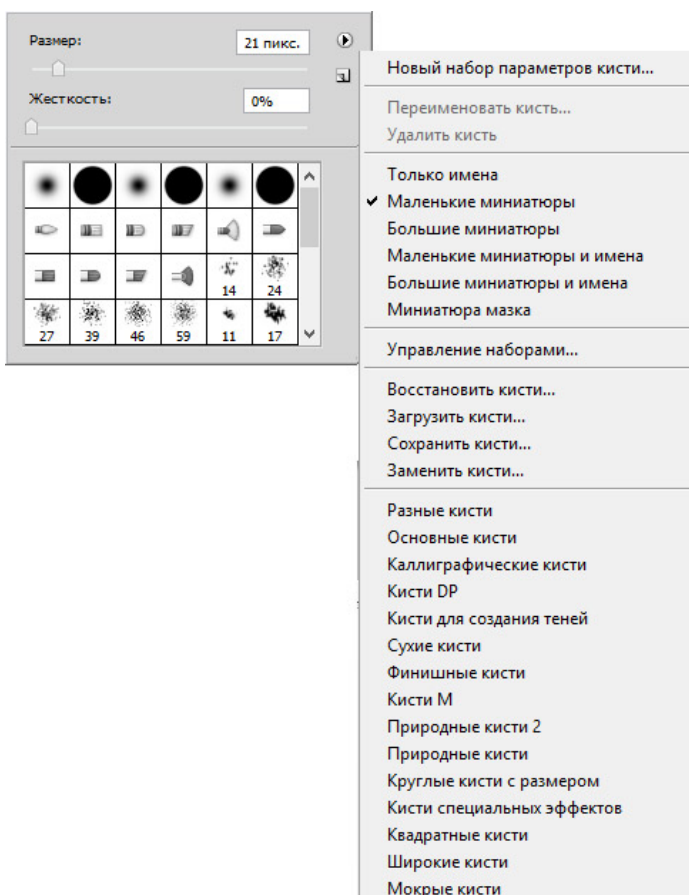 Размер:
21 пикс.
Жесткость:
0%
14
24
27
39
46
59
11
17
Новый набор параметров кисти...
Переименовать кисть...
Удалить кисть
Только имена
Маленькие миниатюры
Большие миниатюры
Маленькие миниатюры и имена
Большие миниатюры и имена
Миниатюра мазка
Управление наборами...
Восстановить кисти...
Загрузить кисти...
Сохранить кисти...
Заменить кисти...
Разные кисти
Основные кисти
Каллиграфические кисти
Кисти DP
Кисти для создания теней
Сухие кисти
Финишные кисти
Кисти М
Природные кисти 2
Природные кисти
Круглые кисти с размером
Кисти специальных эффектов
Квадратные кисти
Широкие кисти
Мокрые кисти